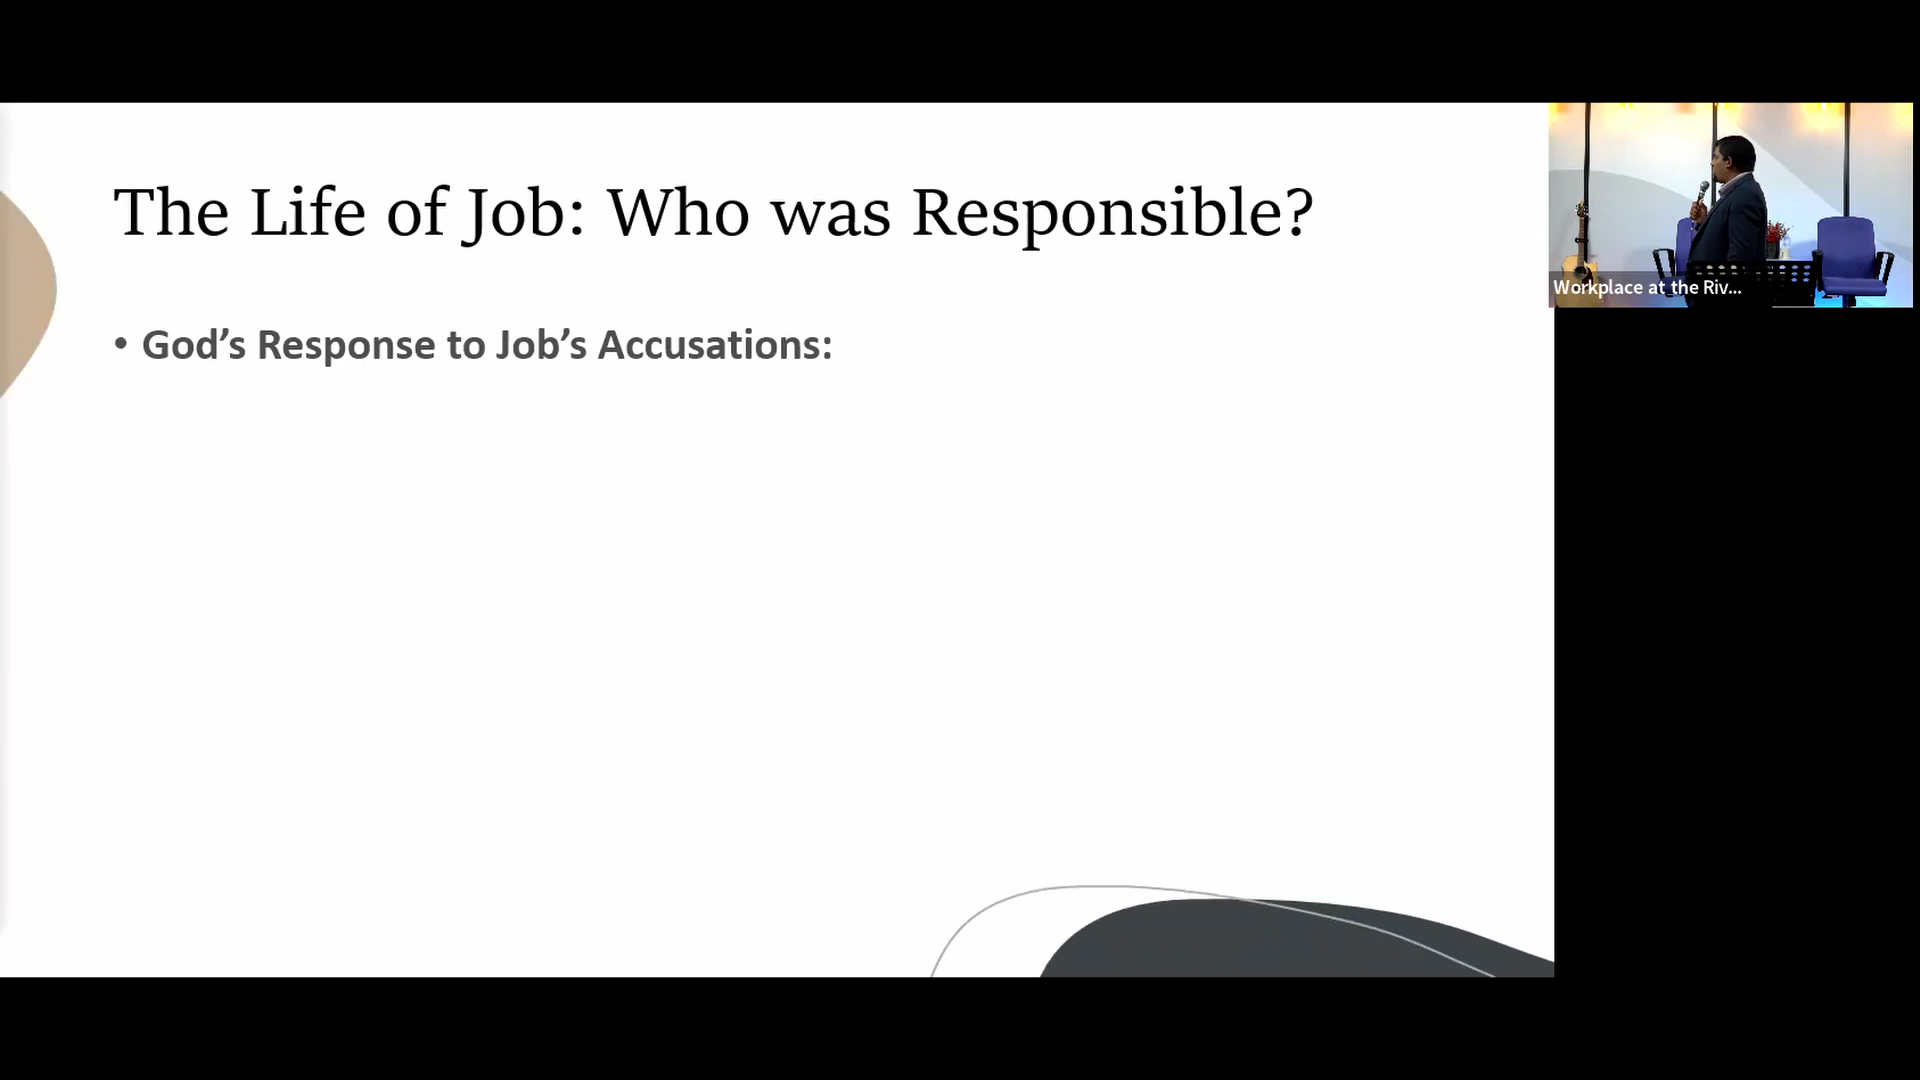 The Life of Job: Who was Responsible?
• God’s Response to Job’s Accusations:
Workplace at the Riv...